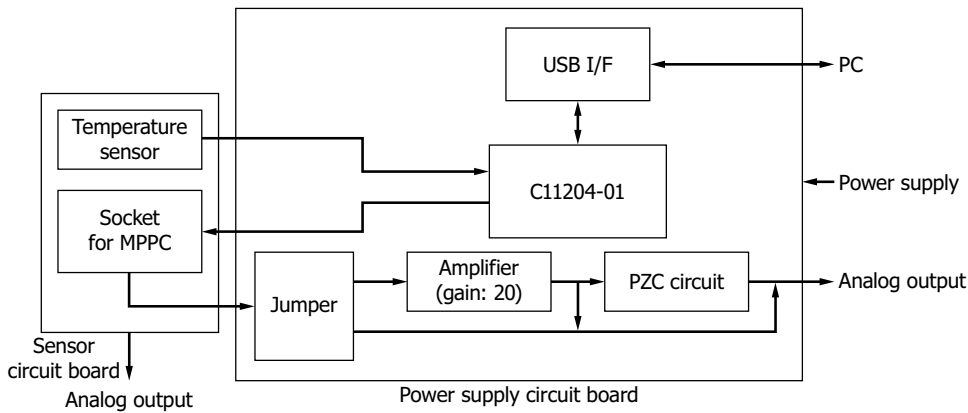 USB I/F
PC
Temperature
sensor
C11204-01
Power supply
Socket
for MPPC
Jumper
Amplifier
(gain: 20)
PZC circuit
Analog output
Sensor
circuit board
Analog output
Power supply circuit board